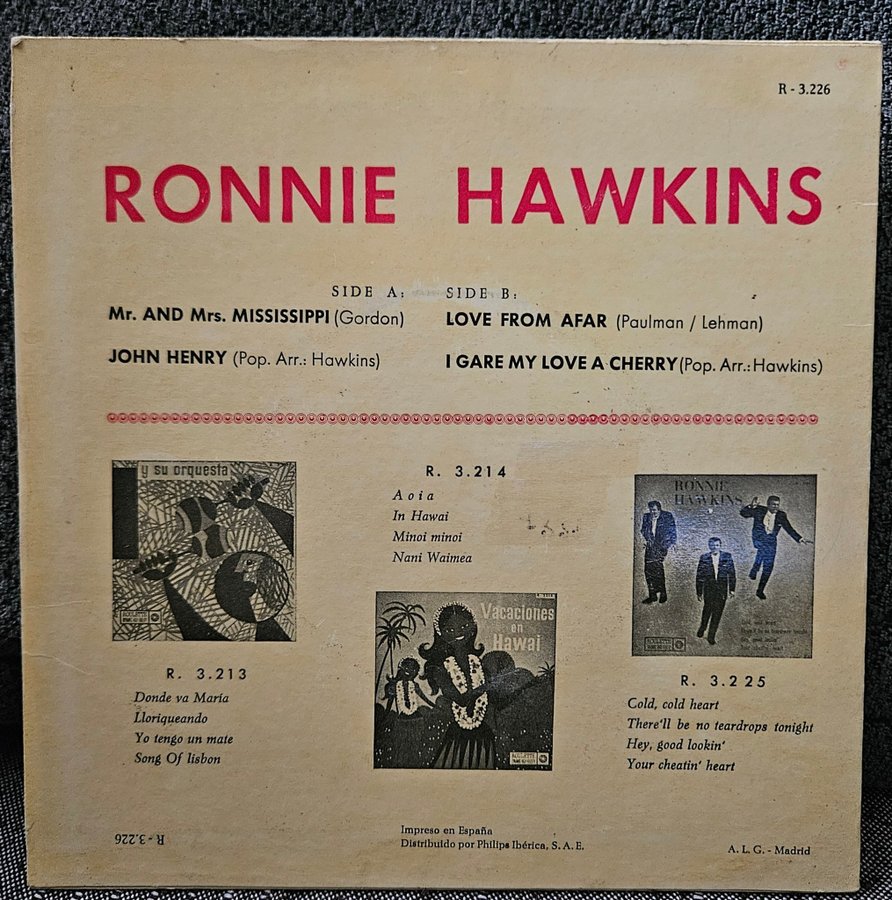 R - 3.226
RONNIE HAWKINS
SIDE A:
Mr. AND Mrs. MISSISSIPPI (Gordon)
JOHN HENRY (Pop. Arr.: Hawkins)
SIDE B:
LOVE FROM AFAR (Paulman / Lehman)
I GARE MY LOVE A CHERRY (Pop. Arr.: Hawkins)
y su orquesta
R. 3.213
Donde va María
Lloriqueando
Yo tengo un mate
Song Of lisbon
R. 3.214
Aoia
In Hawai
Minoi minoi
Nani Waimea
Vacaciones
en
Hawai
ROULETTE
RONNIE
HAWKINS
R. 3.225
Cold, cold heart
There'll be no teardrops tonight
Hey, good lookin'
Your cheatin' heart
R - 3.226
Impreso en España
Distribuido por Philips Ibérica, S. A. E.
A. L. G. - Madrid